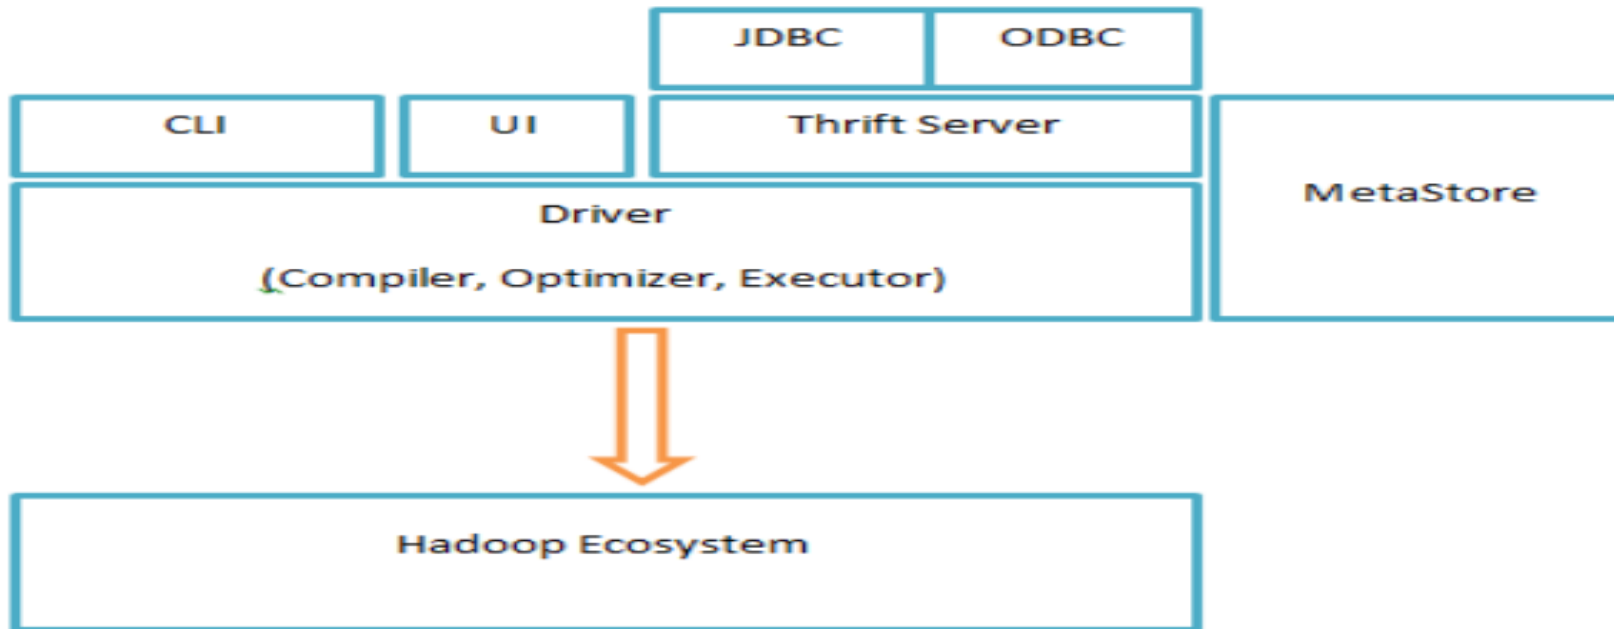 JDBC
ODBC
CLI
UI
Thrift Server
MetaStore
Driver
(Compiler, Optimizer, Executor)
Hadoop Ecosystem